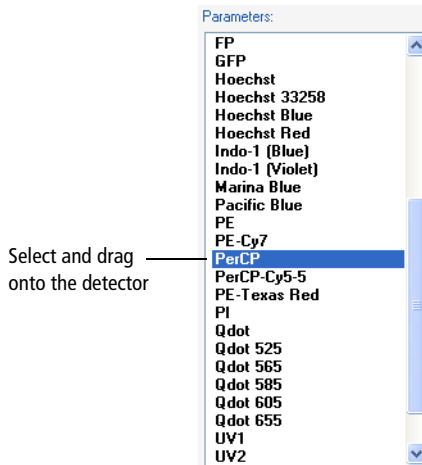 Parameters:
FP
GFP
Hoechst
Hoechst 33258
Hoechst Blue
Hoechst Red
Indo-1 (Blue)
Indo-1 (Violet)
Marina Blue
Pacific Blue
PE
PE-Cy7
PerCP
PerCP-Cy5-5
PE-Texas Red
PI
Qdot
Qdot 525
Qdot 565
Qdot 585
Qdot 605
Qdot 655
UV1
UV2
Select and drag
onto the detector